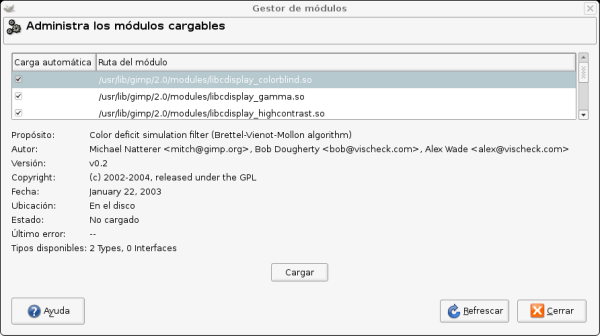 Gestor de módulos
Administra los módulos cargables
Carga automática Ruta del módulo
/usr/lib/gimp/2.0/modules/libcdisplay_colorblind.so
/usr/lib/gimp/2.0/modules/libcdisplay_gamma.so
/usr/lib/gimp/2.0/modules/libcdisplay_highcontrast.so
Propósito: Color deficit simulation filter (Brettel-Vienot-Mollon algorithm)
Autor: Michael Natterer <mitch@gimp.org>, Bob Dougherty <bob@vischeck.com>, Alex Wade <alex@vischeck.com>
Versión: v0.2
Copyright: (c) 2002-2004, released under the GPL
Fecha: January 22, 2003
Ubicación: En el disco
Estado: No cargado
Último error: --
Tipos disponibles: 2 Types, 0 Interfaces
Cargar
Ayuda Refrescar Cerrar